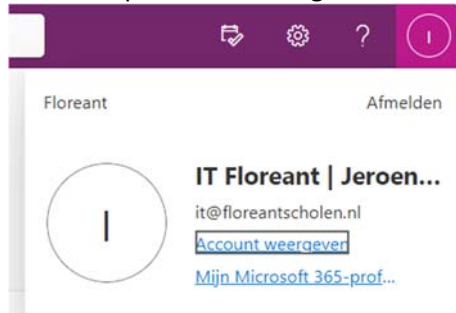 ?
I
Floreant
Afmelden
I
IT Floreant | Jeroen...
it@floreantscholen.nl
Account weergeven
Mijn Microsoft 365-prof...